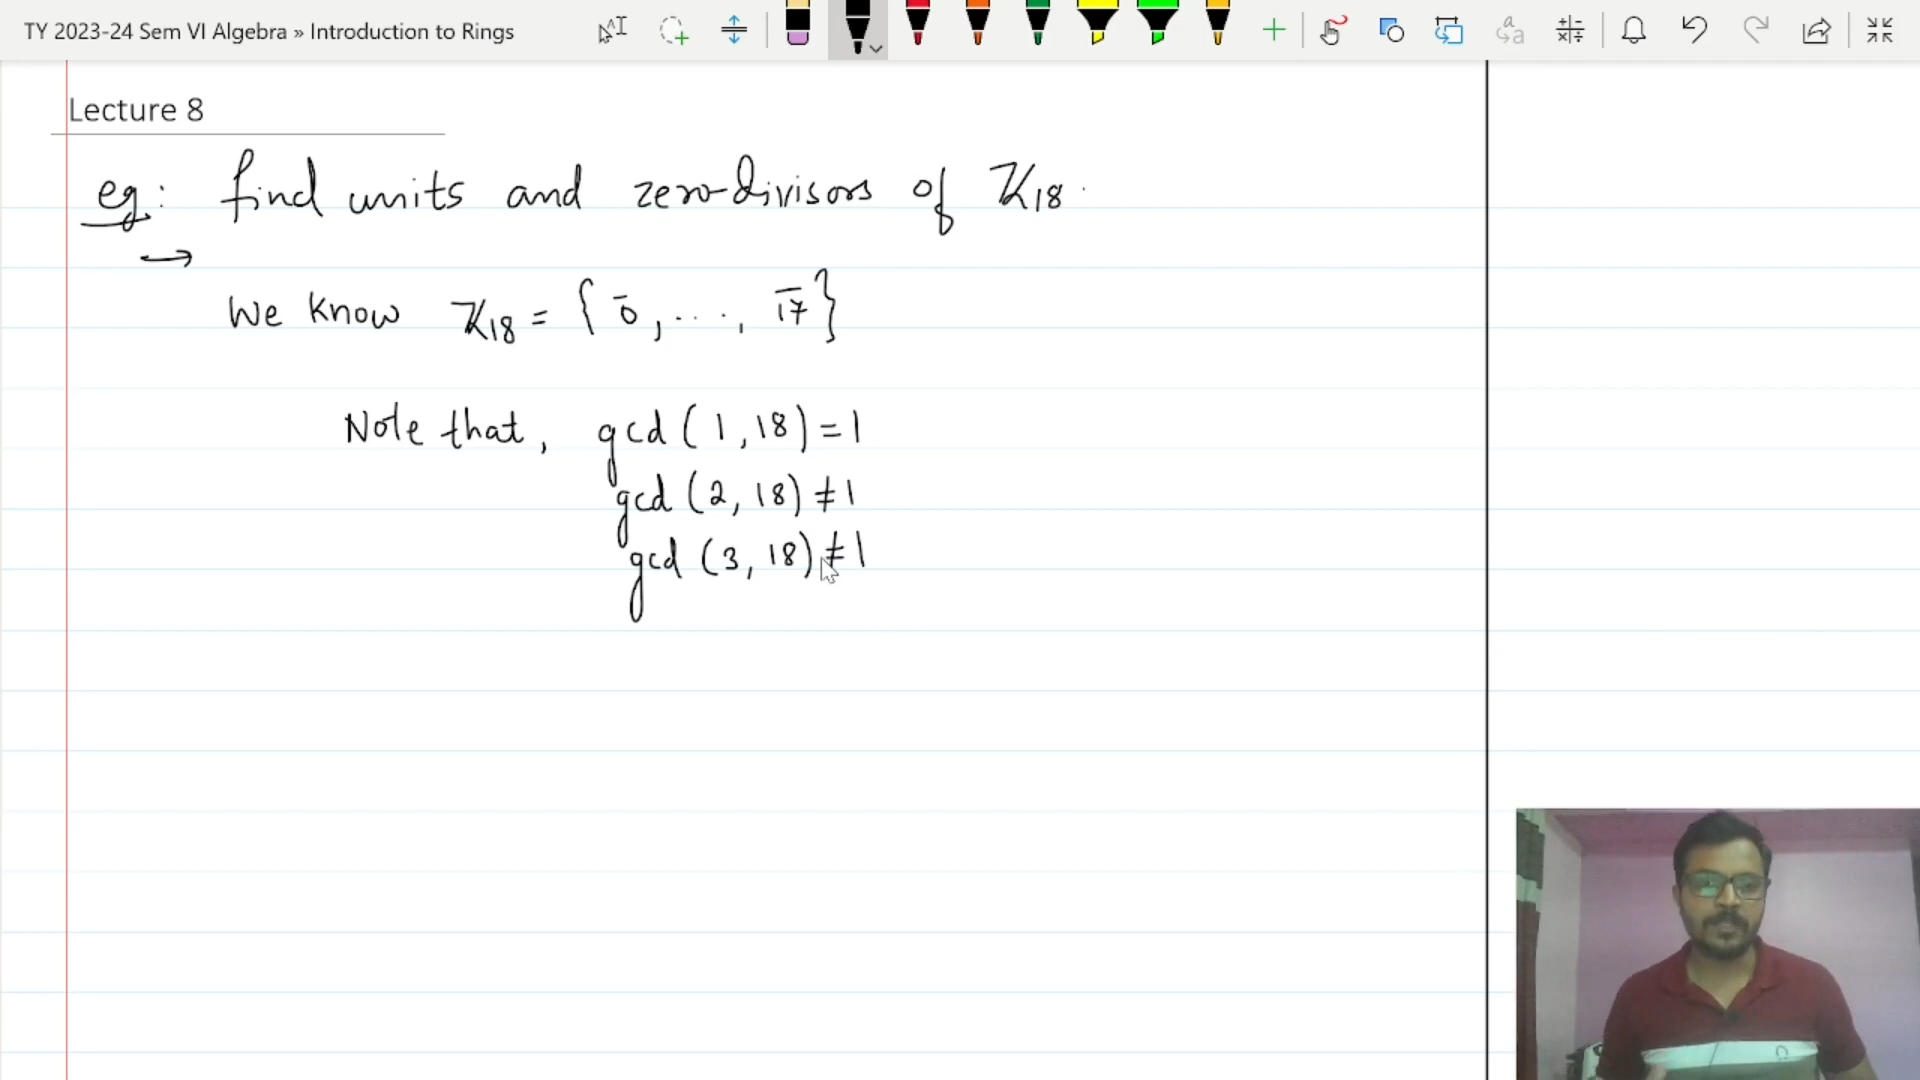 TY 2023-24 Sem VI Algebra » Introduction to Rings
Lecture 8
eg: find units and zero-divisors of ℤ₁₈.
→
We know ℤ₁₈ = { 0̄, ..., 1̅7̅ }
Note that, gcd (1, 18) = 1
gcd (2, 18) ≠ 1
gcd (3, 18) ≠ 1